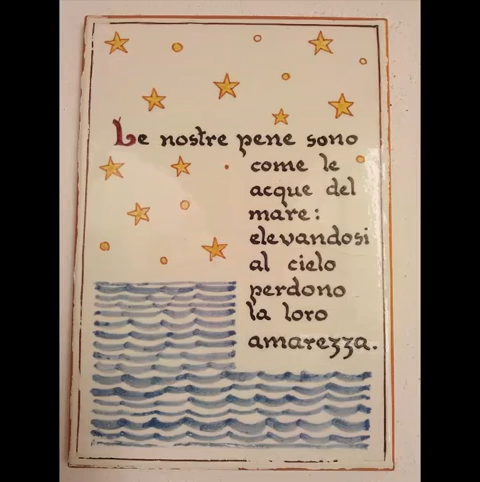 Le nostre pene sono
come le
acque del
mare:
elevandosi
al cielo
perdono
la loro
amarezza.